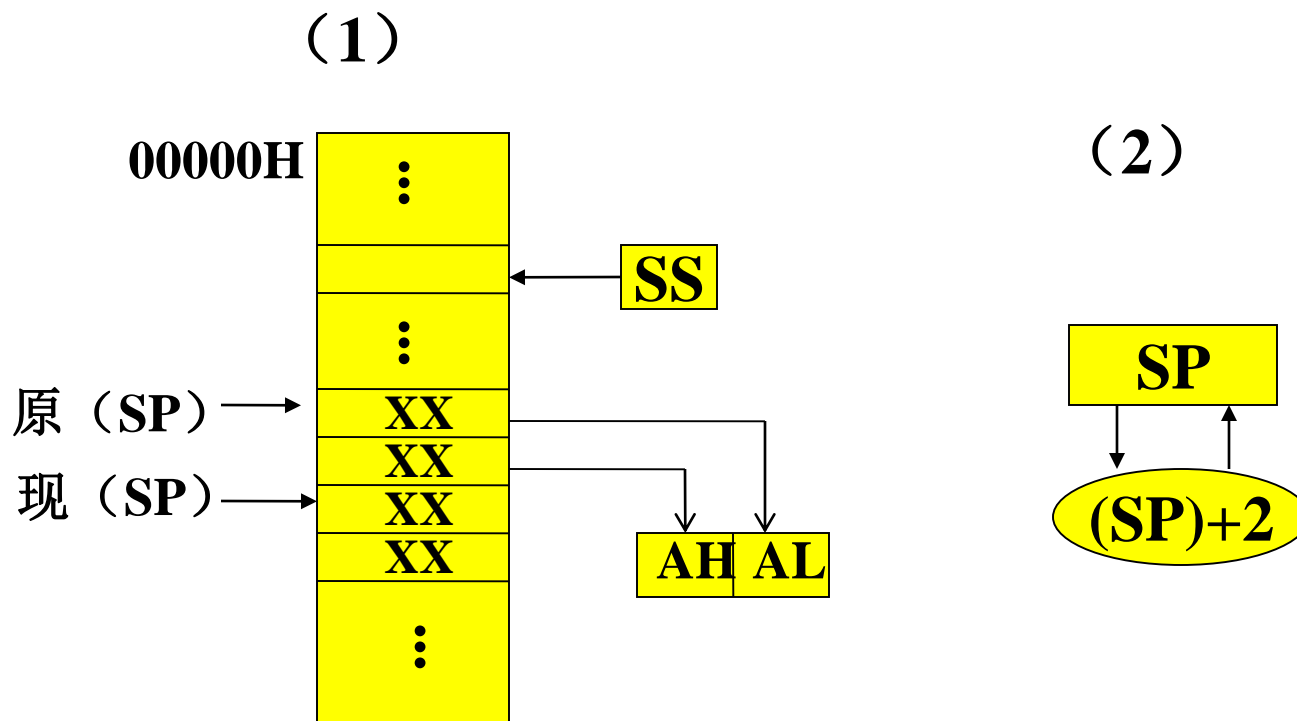 （1）
00000H
（2）
SS
SP
原（SP）
XX
XX
现（SP）
XX
(SP)+2
XX
AH AL